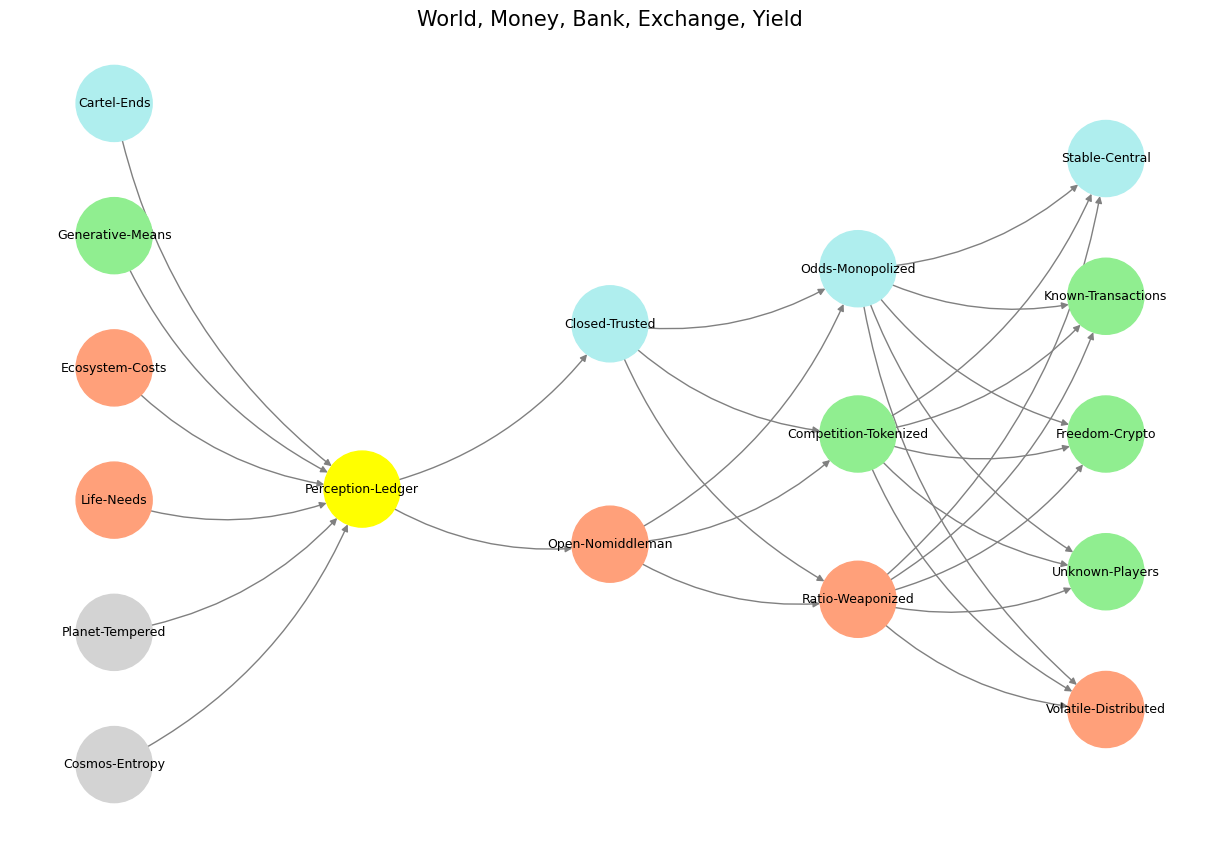 World, Money, Bank, Exchange, Yield
Cartel-Ends
Generative-Means
Ecosystem-Costs
Life-Needs
Planet-Tempered
Cosmos-Entropy
Perception-Ledger
Closed-Trusted
Open-Nomiddleman
Odds-Monopolized
Competition-Tokenized
Ratio-Weaponized
Stable-Central
Known-Transactions
Freedom-Crypto
Unknown-Players
Volatile-Distributed